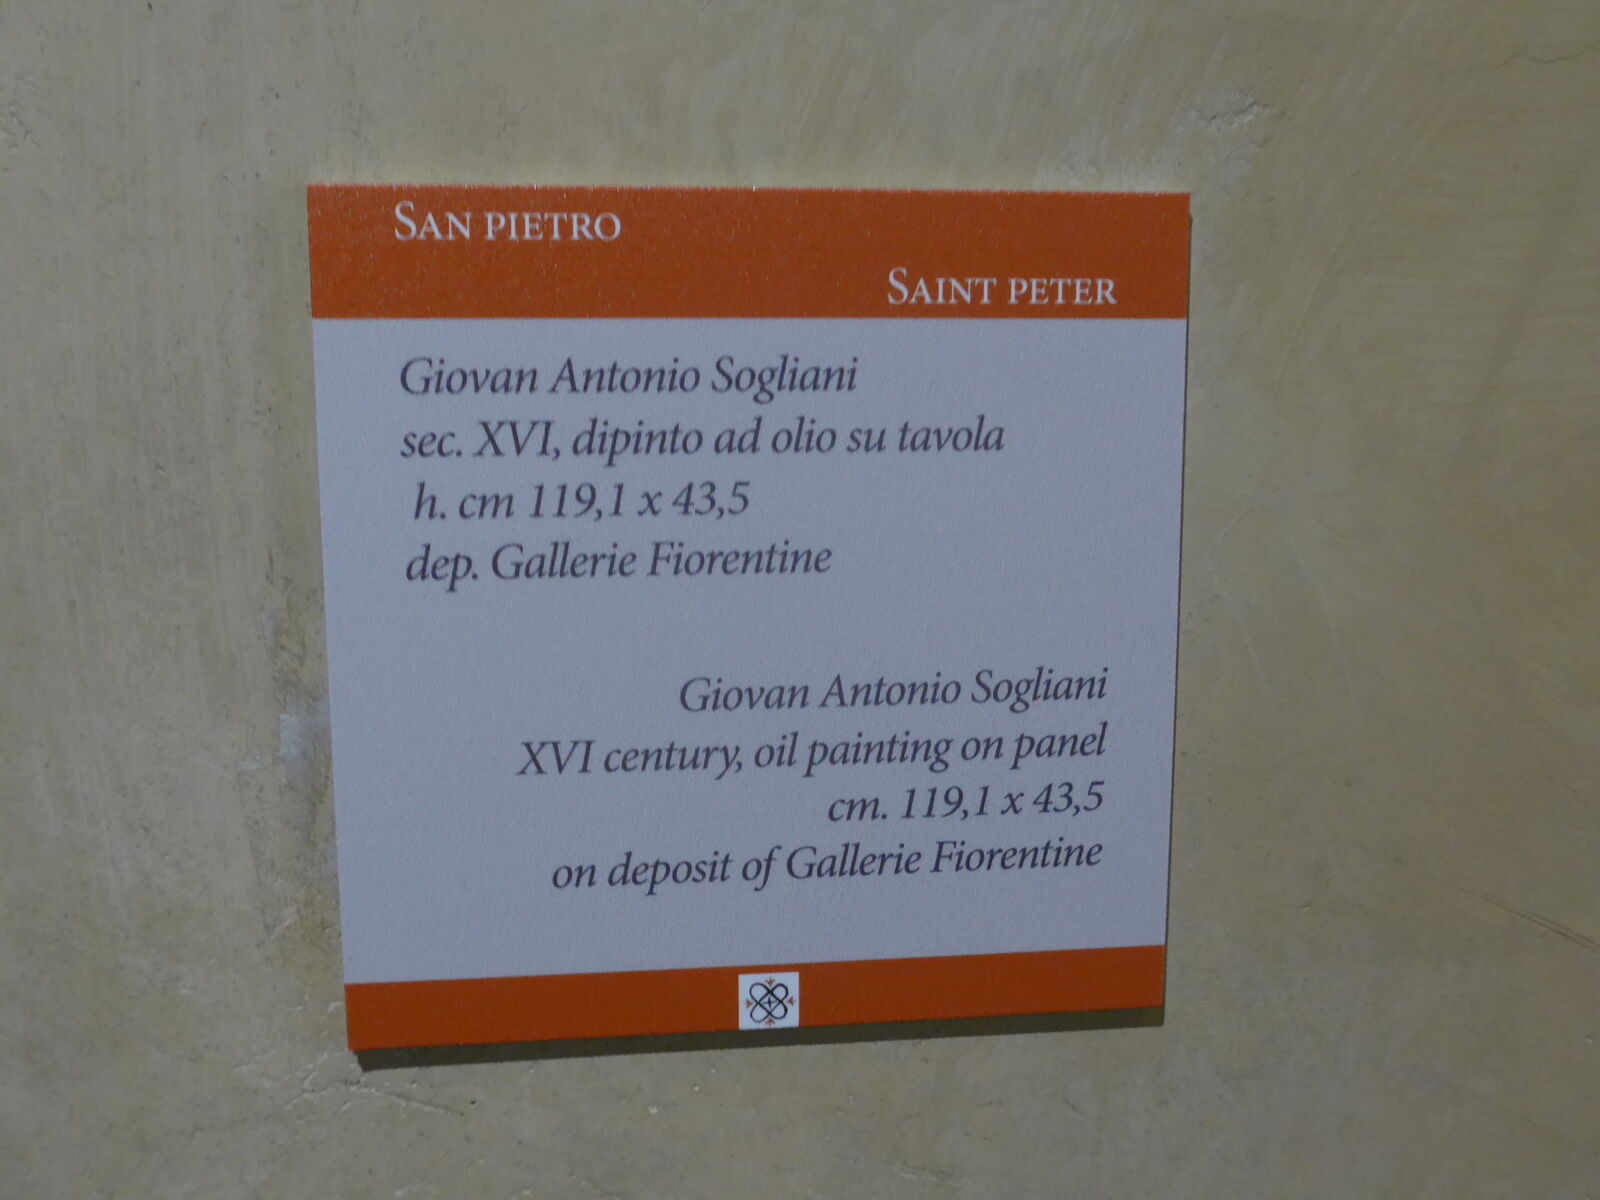 SAN PIETRO
SAINT PETER
Giovan Antonio Sogliani
sec. XVI, dipinto ad olio su tavola
h. cm 119,1 x 43,5
dep. Gallerie Fiorentine
Giovan Antonio Sogliani
XVI century, oil painting on panel
cm. 119,1 x 43,5
on deposit of Gallerie Fiorentine